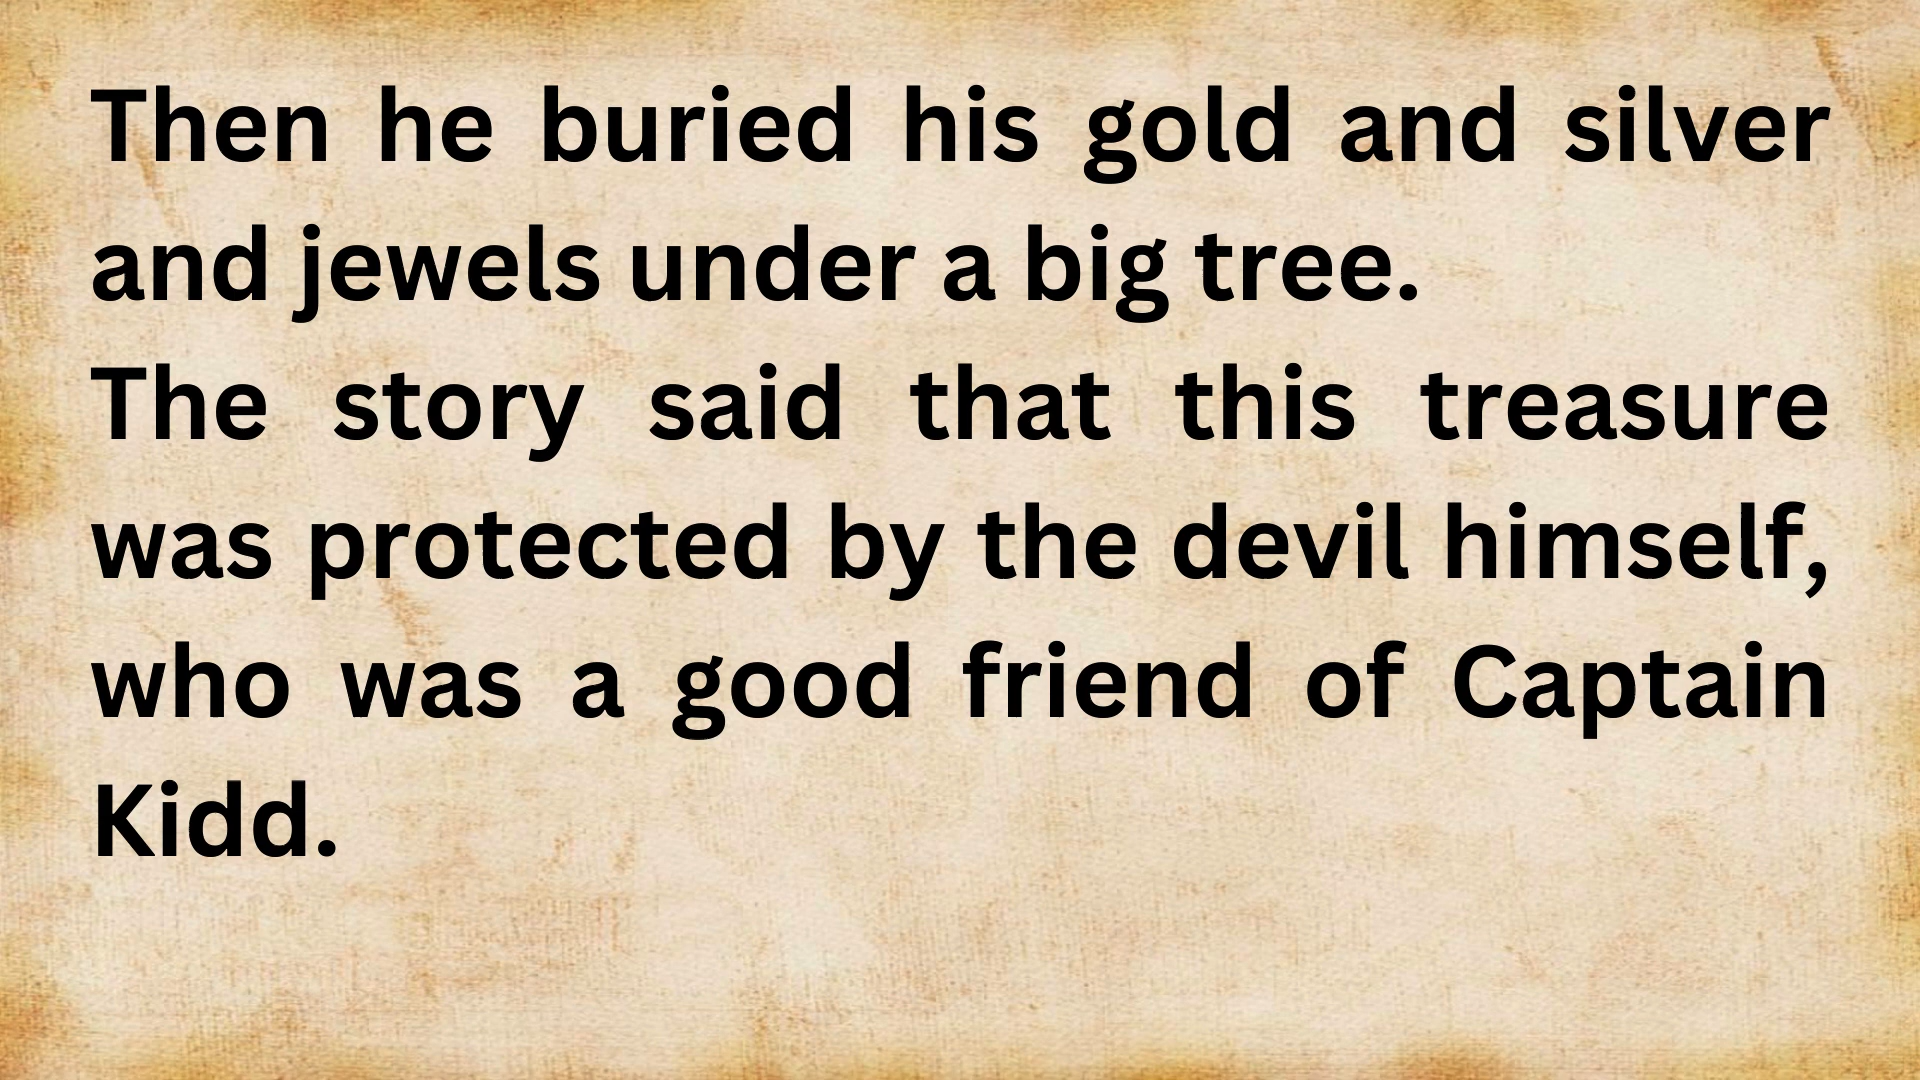 Then he buried his gold and silver
and jewels under a big tree.
The story said that this treasure
was protected by the devil himself,
who was a good friend of Captain
Kidd.